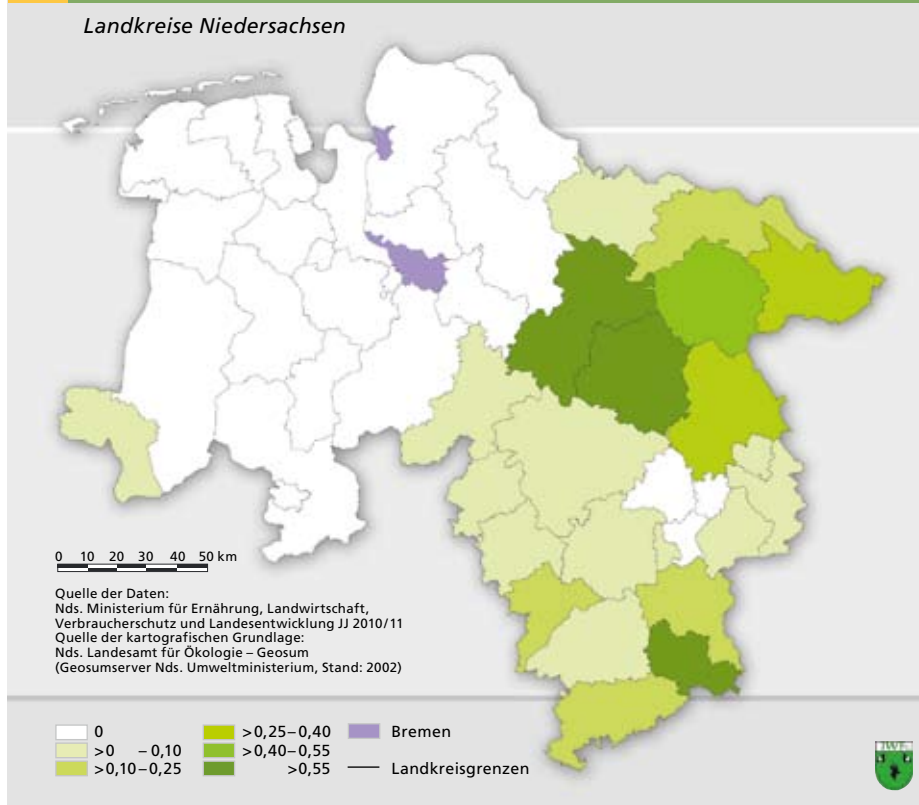 Landkreise Niedersachsen
0 10 20 30 40 50 km
Quelle der Daten:
Nds. Ministerium für Ernährung, Landwirtschaft,
Verbraucherschutz und Landesentwicklung JJ 2010/11
Quelle der kartografischen Grundlage:
Nds. Landesamt für Ökologie – Geosum
(Geosumserver Nds. Umweltministerium, Stand: 2002)
0
>0 – 0,10
>0,10–0,25
>0,25–0,40
>0,40–0,55
>0,55
Bremen
Landkreisgrenzen